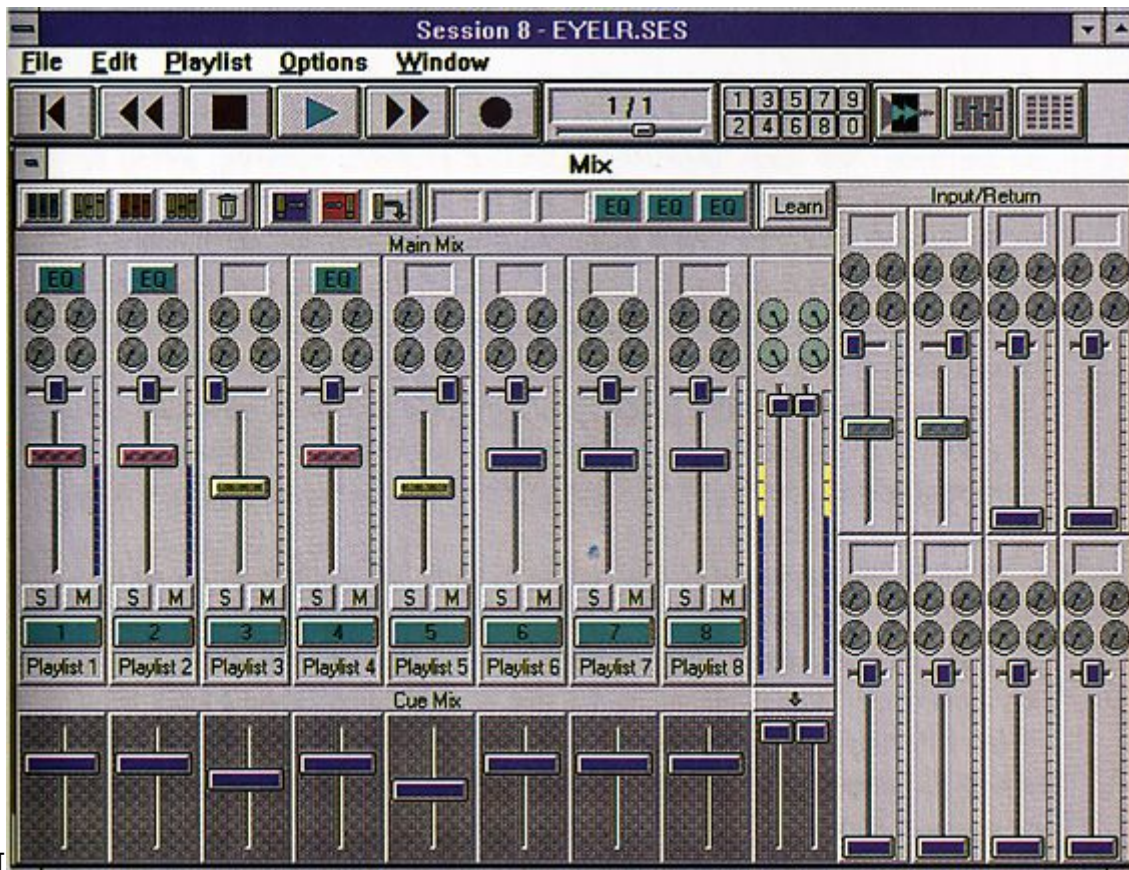 Session 8 - EYELR.SES
File Edit Playlist Options Window
1 / 1
1 3 5 7 9
2 4 6 8 0
Mix
EQ EQ EQ Learn
Input/Return
Main Mix
EQ EQ EQ
S M S M S M S M S M S M S M S M
1 2 3 4 5 6 7 8
Playlist 1 Playlist 2 Playlist 3 Playlist 4 Playlist 5 Playlist 6 Playlist 7 Playlist 8
Cue Mix